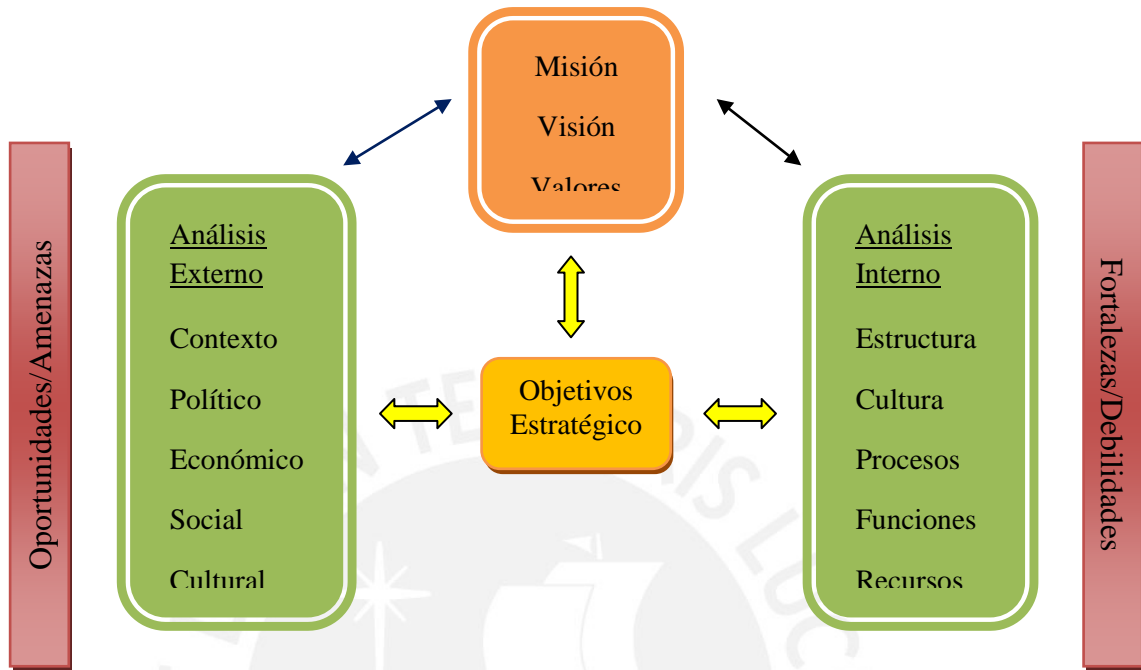 Misión
Visión
Valores
Oportunidades/Amenazas
Análisis
Externo
Contexto
Político
Económico
Social
Cultural
Objetivos
Estratégico
Análisis
Interno
Estructura
Cultura
Procesos
Funciones
Recursos
Fortalezas/Debilidades